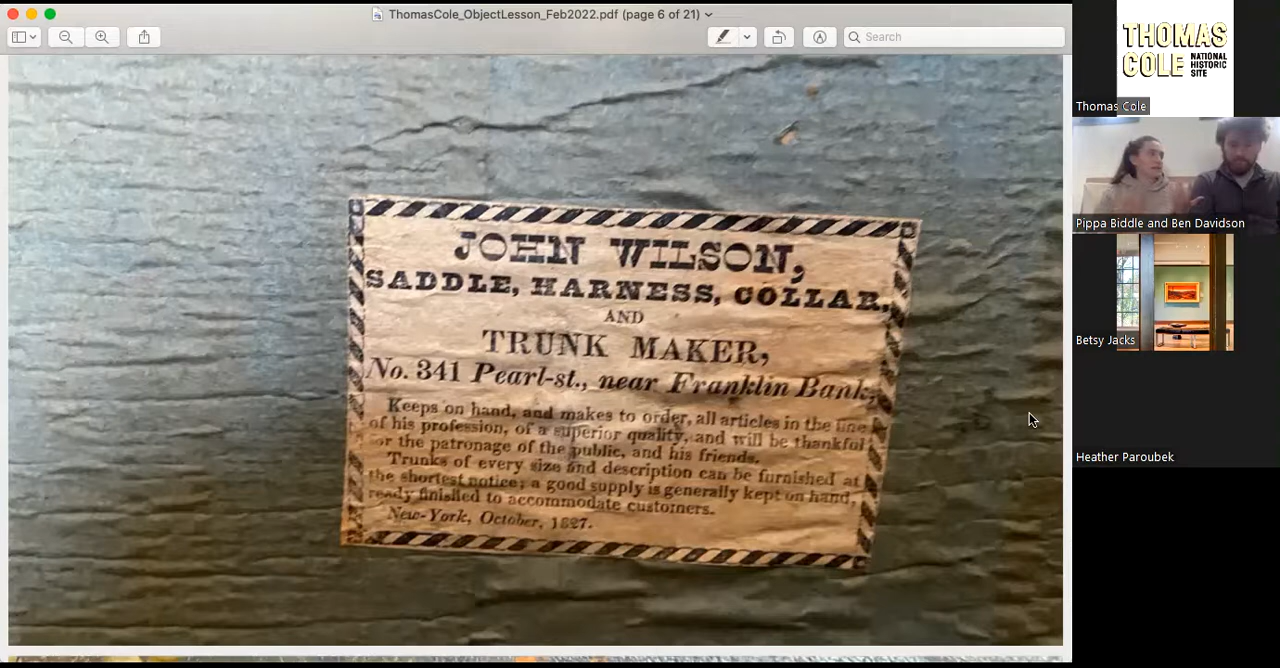 ThomasCole_ObjectLesson_Feb2022.pdf (page 6 of 21)
Search
JOHN WILSON,
SADDLE, HARNESS, COLLAR,
AND
TRUNK MAKER,
No. 341 Pearl-st., near Franklin Bank,
Keeps on hand, and makes to order, all articles in the line
of his profession, of a superior quality, and will be thankful
for the patronage of the public, and his friends.
Trunks of every size and description can be furnished at
the shortest notice; a good supply is generally kept on hand,
ready finished to accommodate customers.
New-York, October, 1827.
THOMAS
COLE
NATIONAL
HISTORIC
SITE
Thomas Cole
Pippa Biddle and Ben Davidson
Betsy Jacks
Heather Paroubek